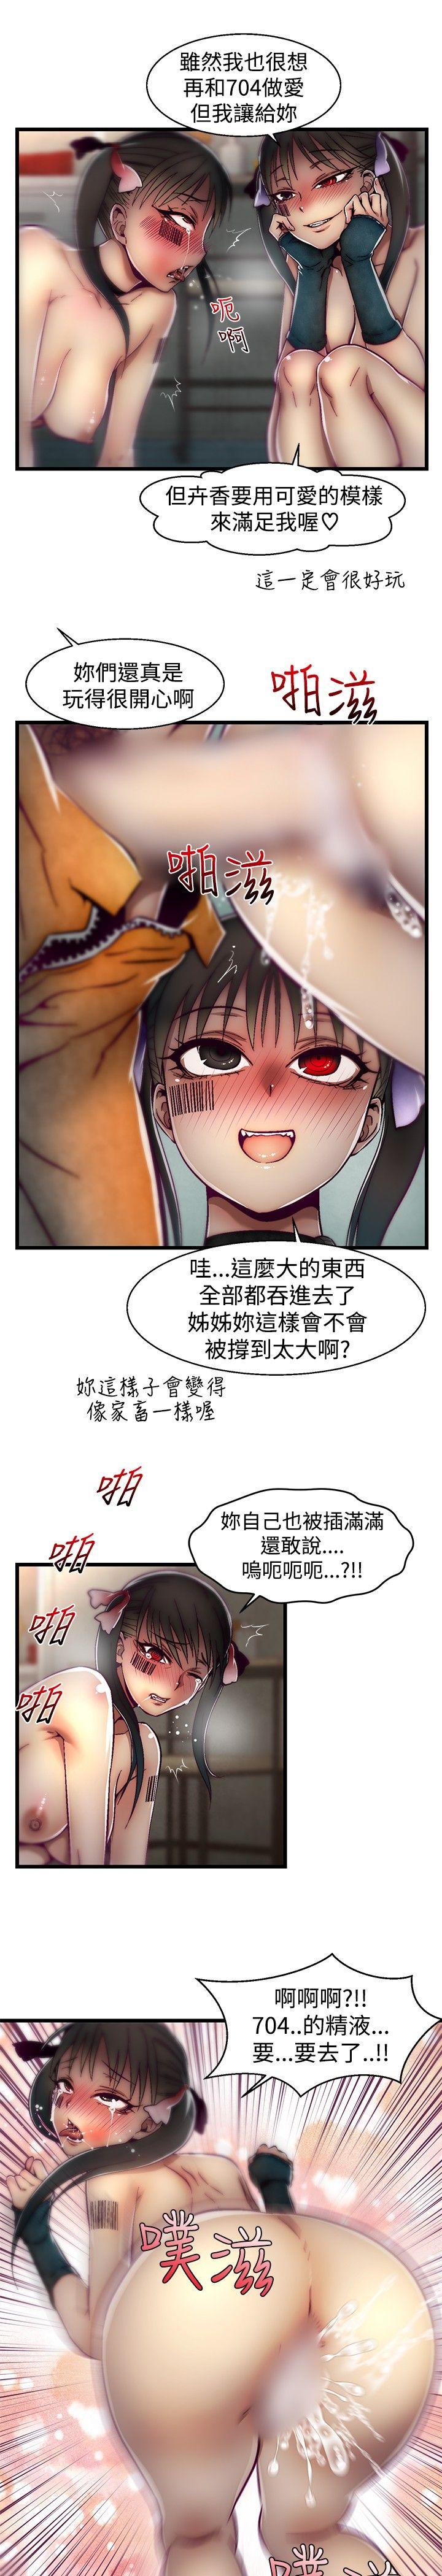 雖然我也很想
再和704做愛
但我讓給妳
呃
啊
但卉香要用可愛的模樣
來滿足我喔♡
這一定會很好玩
妳們還真是
玩得很開心啊
啪滋
啪滋
哇...這麼大的東西
全部都吞進去了
姊姊妳這樣會不會
被撐到太大啊?
妳這樣子會變得
像家畜一樣喔
啪
啪
啪
啪
妳自己也被插滿滿
還敢說....
嗚呃呃呃...?!!
啊啊啊?!!
704..的精液...
要...要去了..!!
噗滋
噗